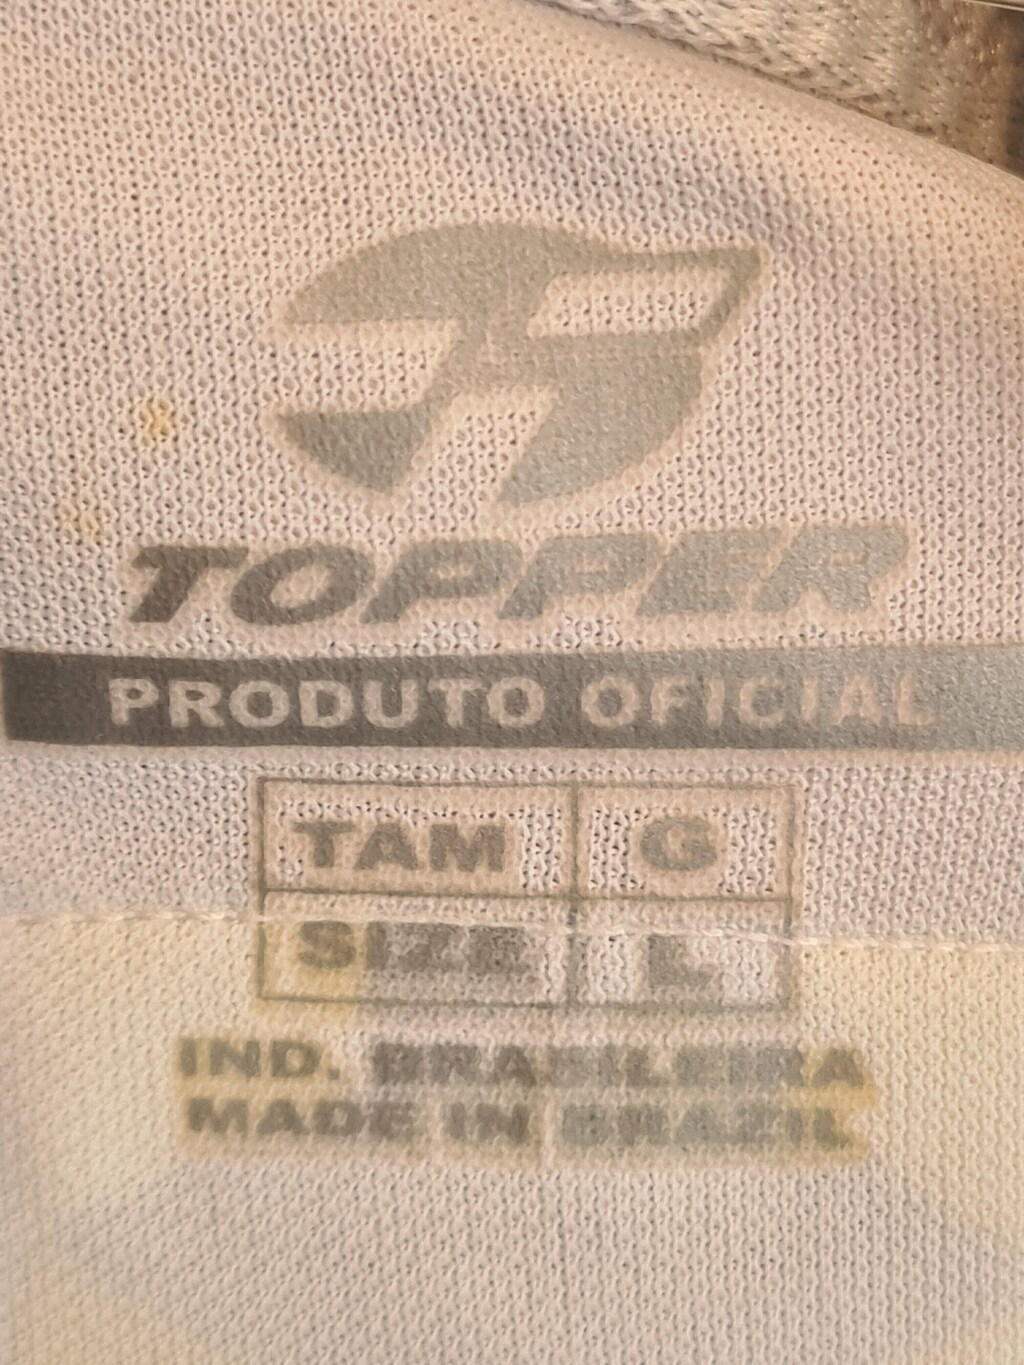 TOPPER
PRODUTO OFICIAL
TAM G
SIZE L
IND. BRASILEIRA
MADE IN BRAZIL